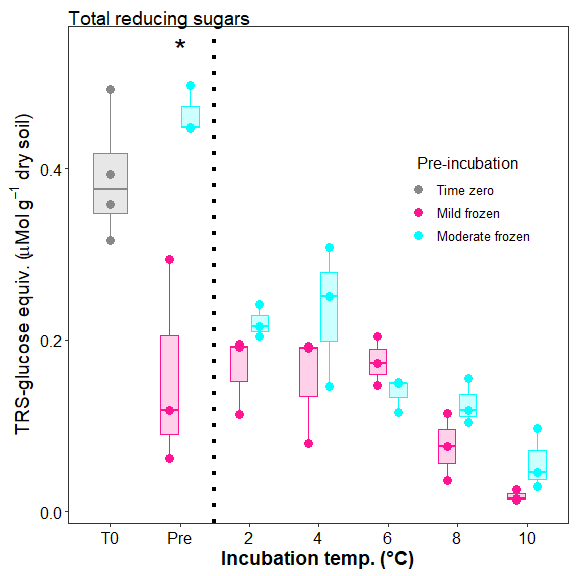 Total reducing sugars
*
TRS-glucose equiv. (μMol g⁻¹ dry soil)
0.4
0.2
0.0
Pre-incubation
Time zero
Mild frozen
Moderate frozen
T0 Pre 2 4 6 8 10
Incubation temp. (°C)